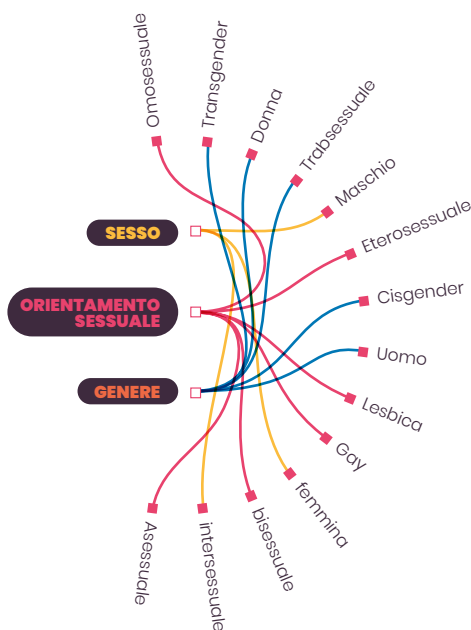 Omosessuale
Transgender
Donna
Trabsessuale
Maschio
Eterosessuale
Cisgender
Uomo
Lesbica
Gay
femmina
bisessuale
intersessuale
Asessuale
SESSO
ORIENTAMENTO
SESSUALE
GENERE